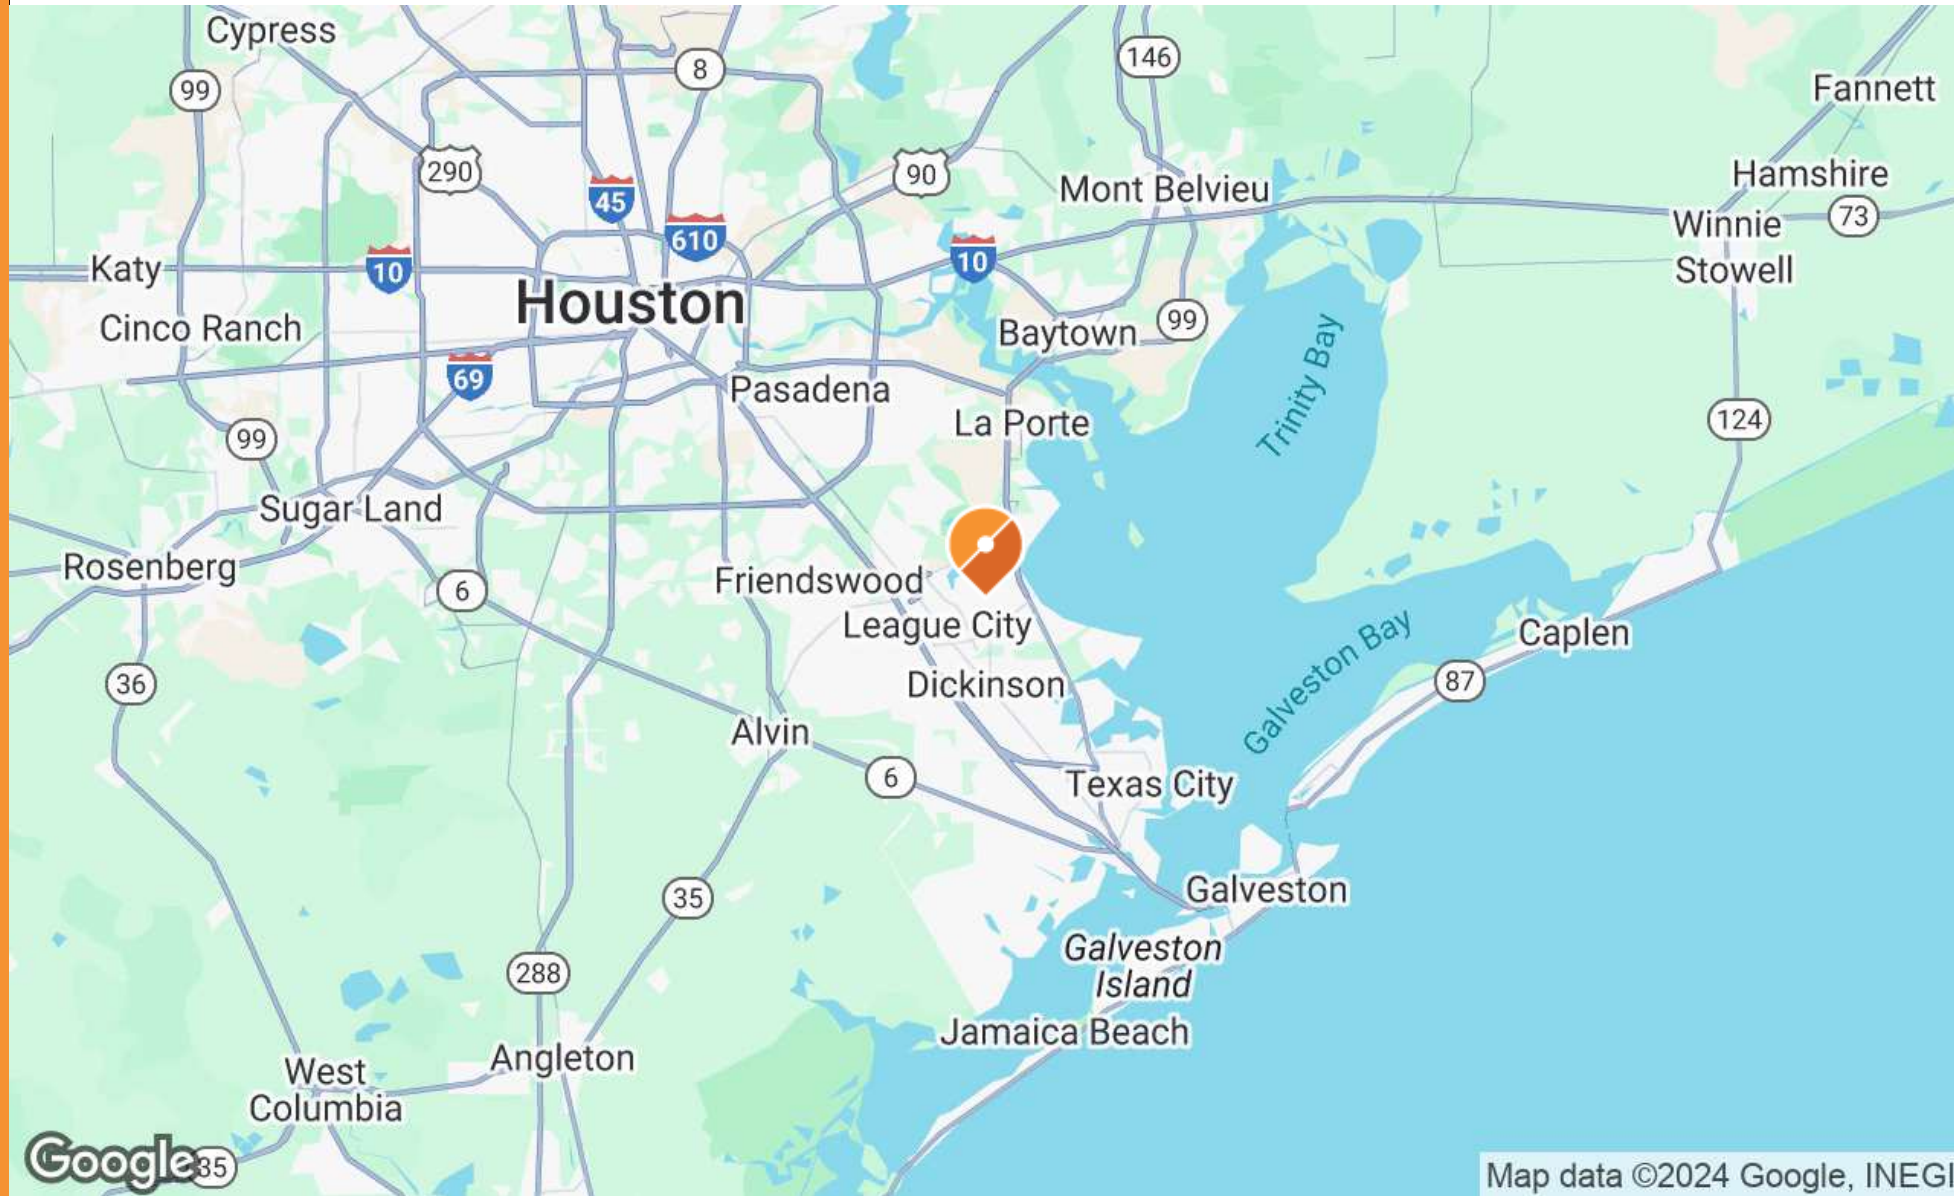 Cypress
8
146
99
Fannett
290
45
90
Mont Belvieu
Hamshire
73
Winnie
610
10
10
Katy
Stowell
Houston
Cinco Ranch
Baytown
99
Trinity Bay
69
Pasadena
La Porte
124
99
Sugar Land
Rosenberg
6
Friendswood
League City
Caplen
Galveston Bay
36
Dickinson
87
Alvin
6
Texas City
35
Galveston
Galveston
Island
288
Jamaica Beach
Angleton
West
Columbia
Google
35
Map data ©2024 Google, INEGI